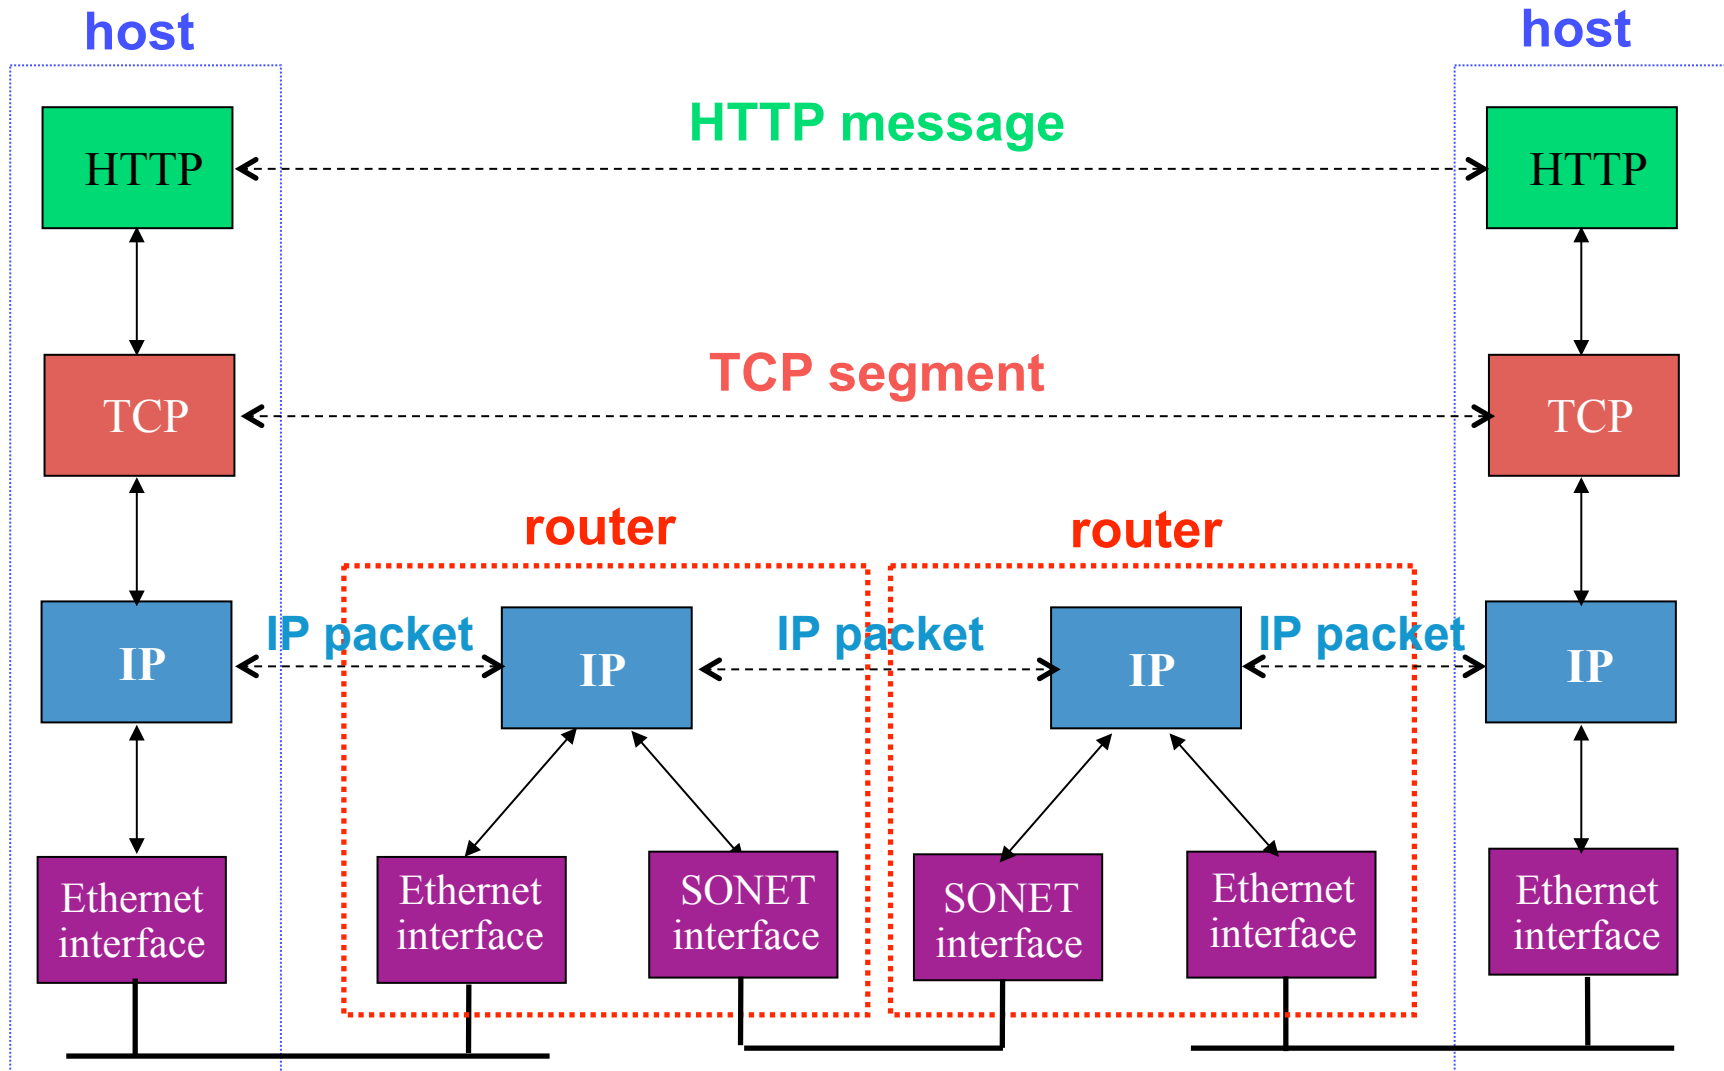 host
host
HTTP message
HTTP
HTTP
TCP segment
TCP
TCP
router
router
IP packet
IP packet
IP packet
IP
IP
IP
IP
Ethernet
interface
Ethernet
interface
SONET
interface
SONET
interface
Ethernet
interface
Ethernet
interface